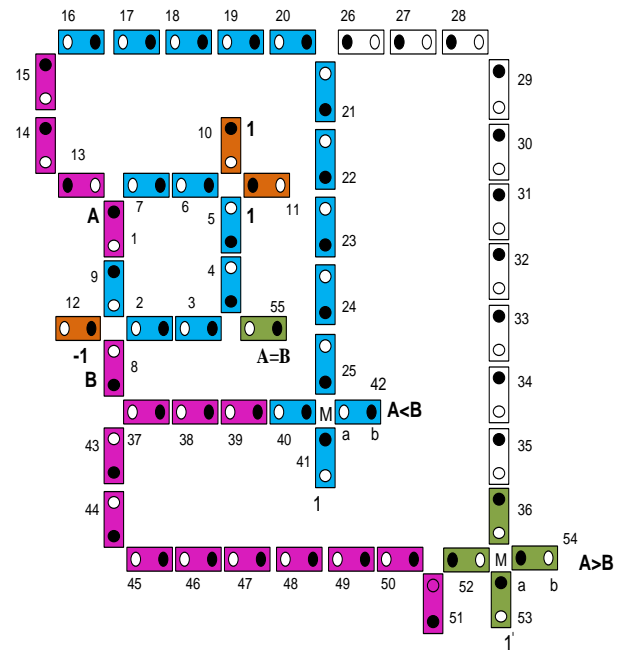 16 17 18 19 20 26 27 28
15 29
21
14 10 1 30
13 22
7 6 11 31
A 5 1
1 23
9 4 32
12 2 3 55 24 33
-1 A=B
B 8 25 34
42
M A<B
37 38 39 40 a b
43 41 35
1
44 36
54
M A>B
45 46 47 48 49 50 52 a b
51 53
1'